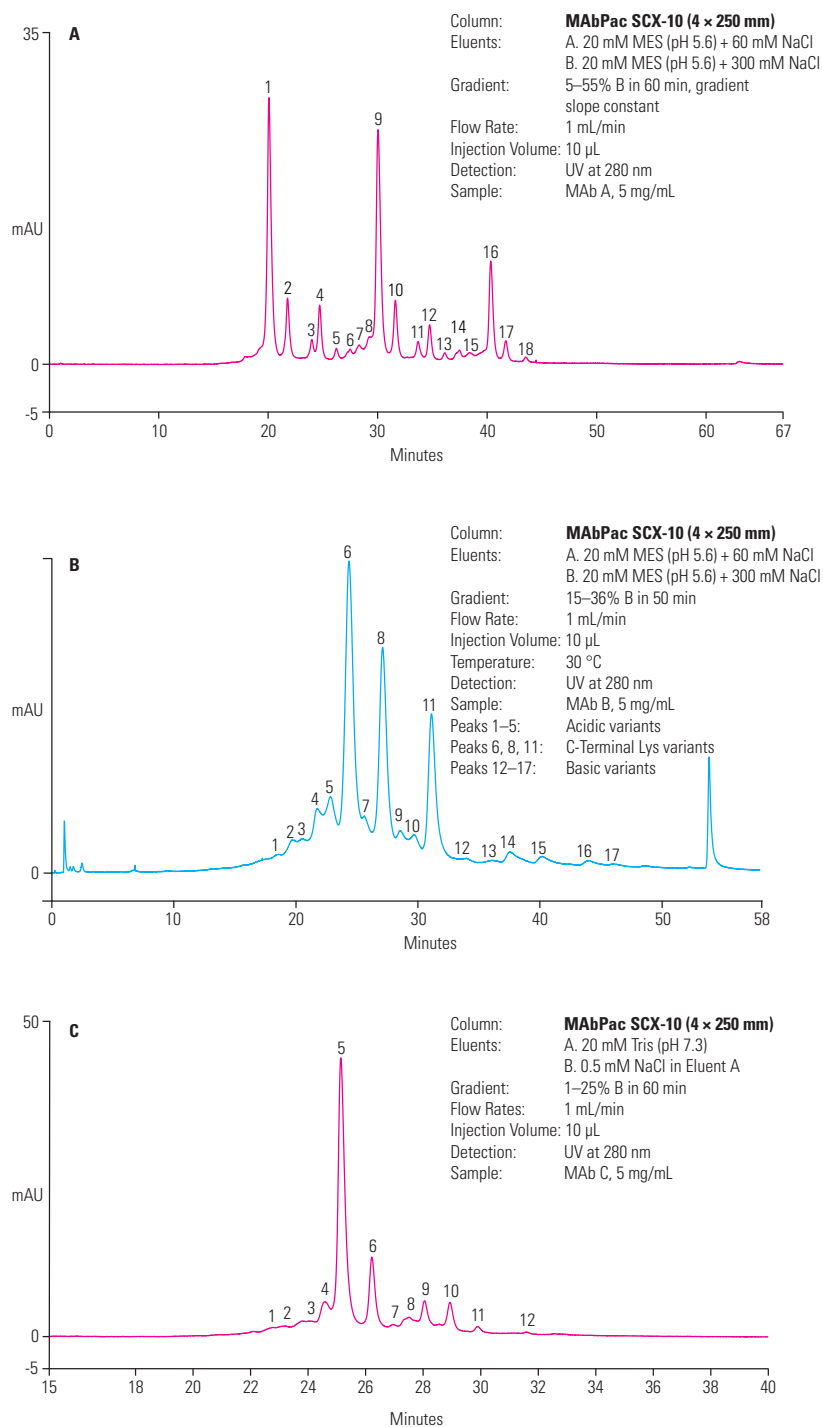 A
Column: MAbPac SCX-10 (4 × 250 mm)
Eluents: A. 20 mM MES (pH 5.6) + 60 mM NaCl
B. 20 mM MES (pH 5.6) + 300 mM NaCl
Gradient: 5–55% B in 60 min, gradient
slope constant
Flow Rate: 1 mL/min
Injection Volume: 10 µL
Detection: UV at 280 nm
Sample: MAb A, 5 mg/mL
35
mAU
0
-5
1
2
3
4
5
6
7
8
9
10
11
12
13
14
15
16
17
18
0 10 20 30 40 50 60 67
Minutes
B
Column: MAbPac SCX-10 (4 × 250 mm)
Eluents: A. 20 mM MES (pH 5.6) + 60 mM NaCl
B. 20 mM MES (pH 5.6) + 300 mM NaCl
Gradient: 15–36% B in 50 min
Flow Rate: 1 mL/min
Injection Volume: 10 µL
Temperature: 30 °C
Detection: UV at 280 nm
Sample: MAb B, 5 mg/mL
Peaks 1–5: Acidic variants
Peaks 6, 8, 11: C-Terminal Lys variants
Peaks 12–17: Basic variants
mAU
0
1
2
3
4
5
6
7
8
9
10
11
12
13
14
15
16
17
0 10 20 30 40 50 58
Minutes
C
Column: MAbPac SCX-10 (4 × 250 mm)
Eluents: A. 20 mM Tris (pH 7.3)
B. 0.5 mM NaCl in Eluent A
Gradient: 1–25% B in 60 min
Flow Rates: 1 mL/min
Injection Volume: 10 µL
Detection: UV at 280 nm
Sample: MAb C, 5 mg/mL
50
mAU
0
-5
1
2
3
4
5
6
7
8
9
10
11
12
15 18 20 22 24 26 28 30 32 34 36 38 40
Minutes